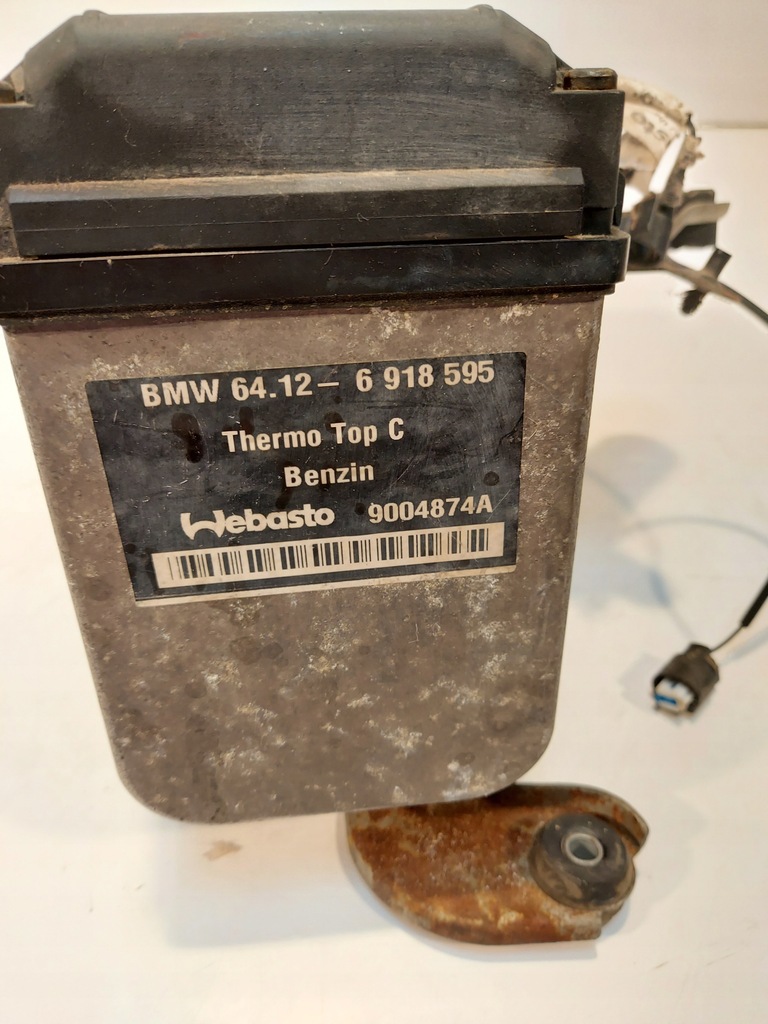 BMW 64.12– 6 918 595
Thermo Top C
Benzin
Webasto 9004874A